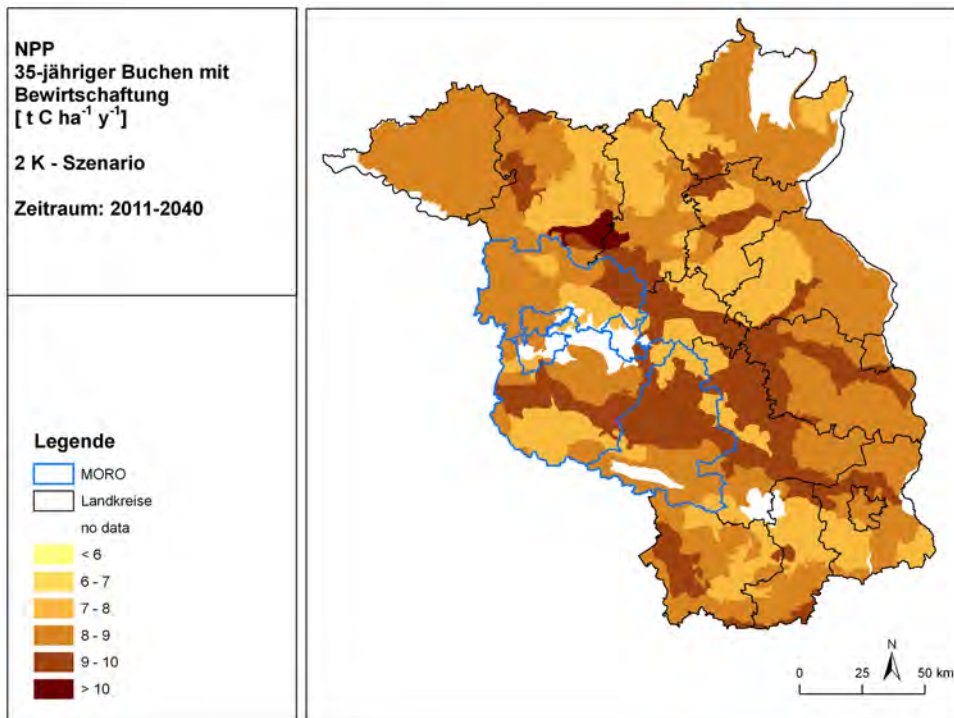 NPP
35-jähriger Buchen mit
Bewirtschaftung
[ t C ha⁻¹ y⁻¹]
2 K - Szenario
Zeitraum: 2011-2040
Legende
MORO
Landkreise
no data
< 6
6 - 7
7 - 8
8 - 9
9 - 10
> 10
N
0 25 50 km